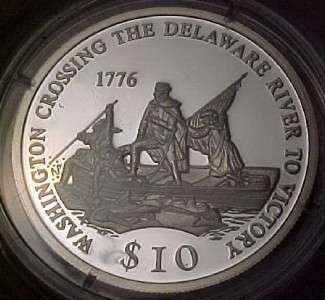 WASHINGTON CROSSING THE DELAWARE RIVER TO VICTORY
1776
$10